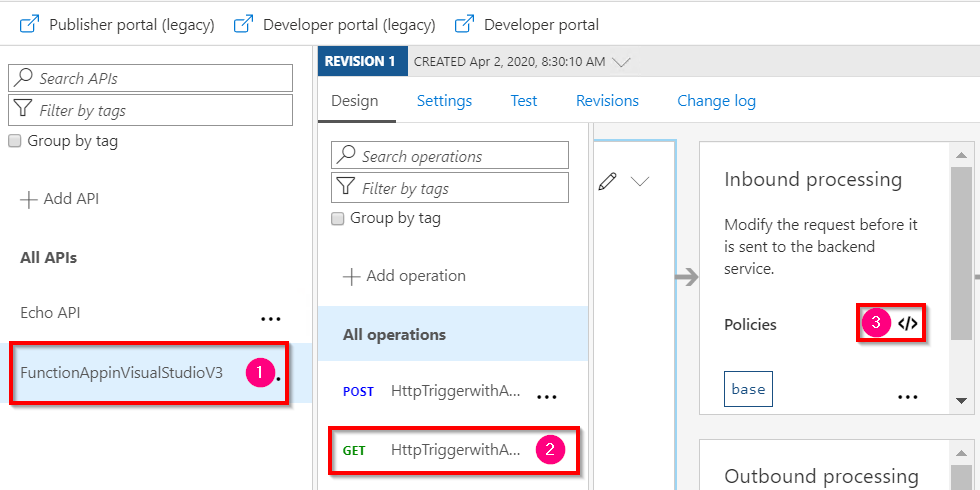 Publisher portal (legacy) Developer portal (legacy) Developer portal
Search APIs
Filter by tags
Group by tag
Add API
All APIs
Echo API ...
FunctionAppinVisualStudioV3 1
REVISION 1 CREATED Apr 2, 2020, 8:30:10 AM
Design Settings Test Revisions Change log
Search operations
Filter by tags
Group by tag
Add operation
All operations
POST HttpTriggerwithA... ...
GET HttpTriggerwithA... 2
Inbound processing
Modify the request before it
is sent to the backend
service.
Policies 3 </>
base ...
Outbound processing